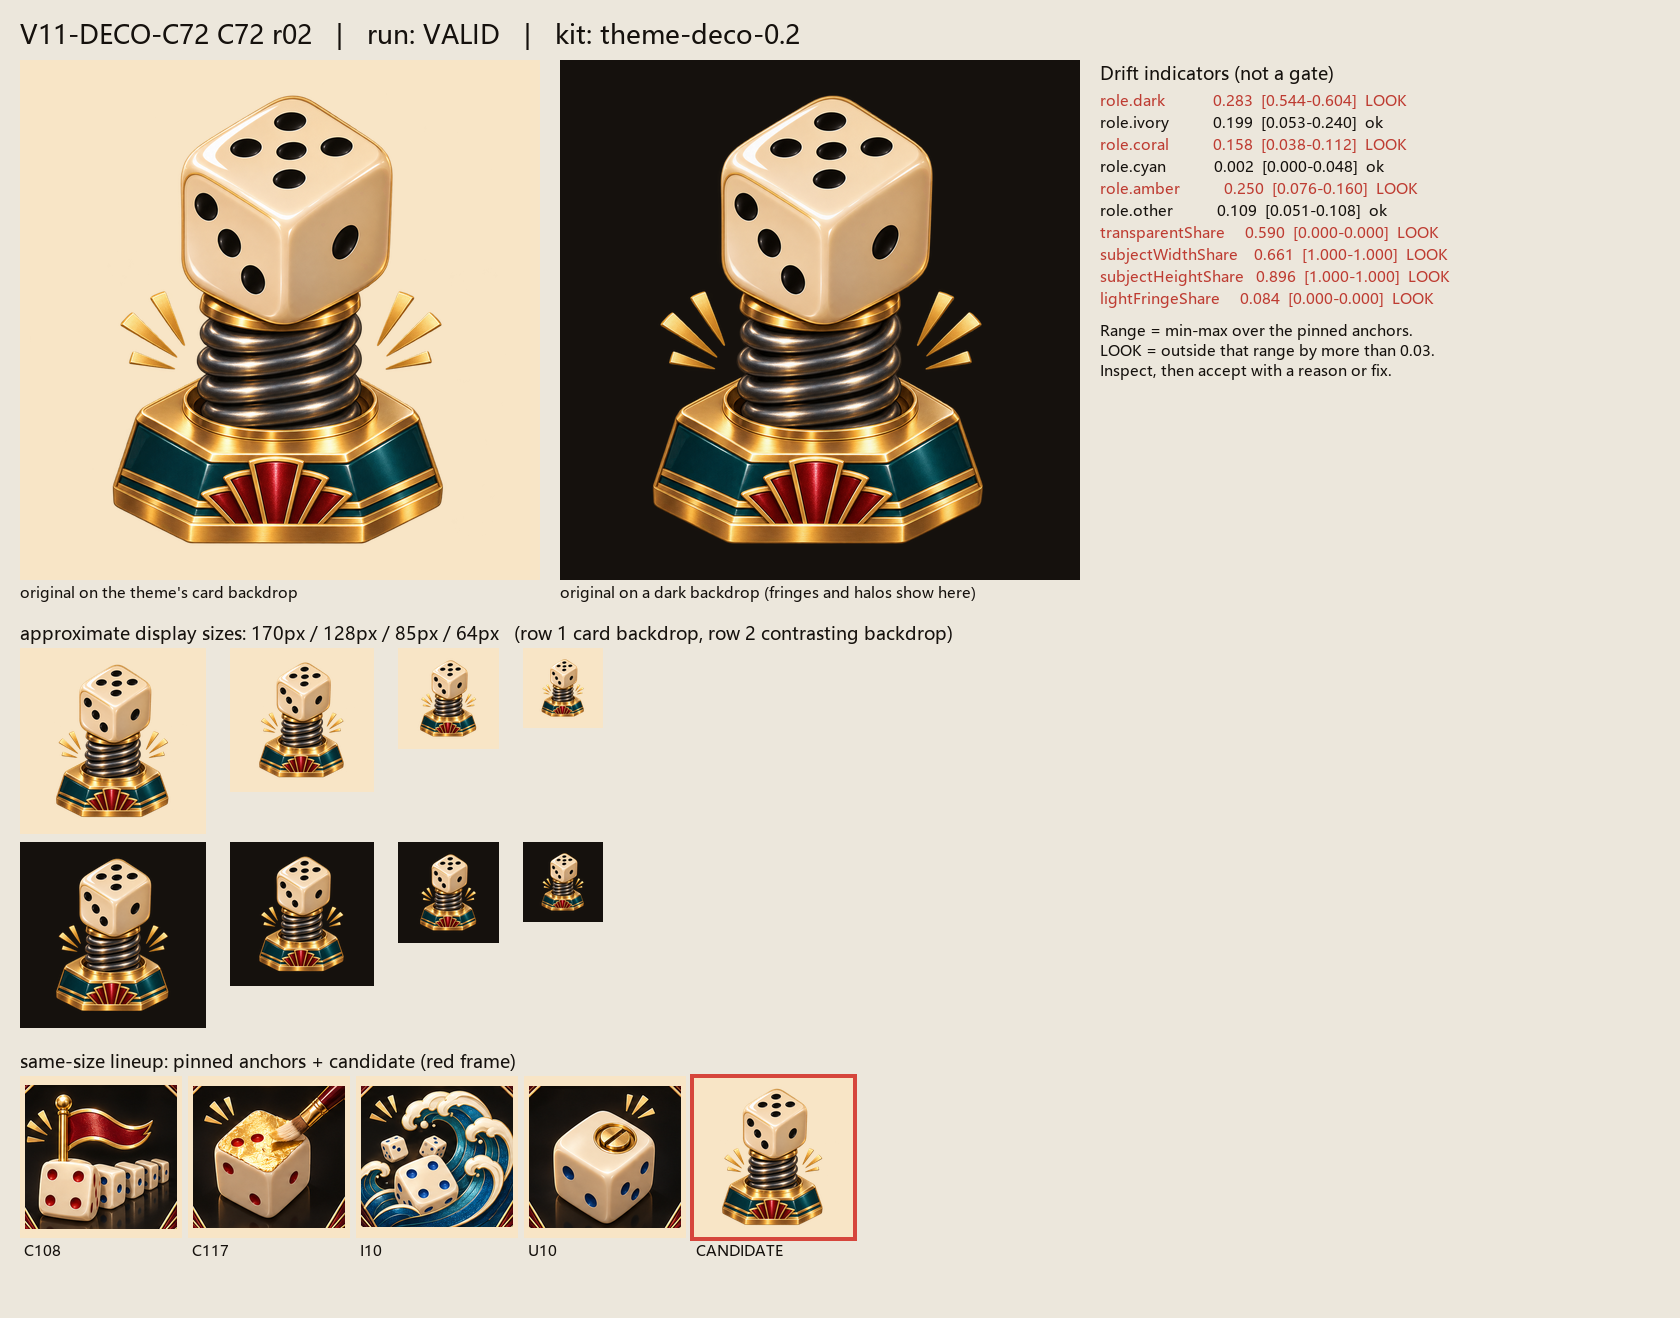 V11-DECO-C72 C72 r02 | run: VALID | kit: theme-deco-0.2
original on the theme's card backdrop
original on a dark backdrop (fringes and halos show here)
Drift indicators (not a gate)
role.dark 0.283 [0.544-0.604] LOOK
role.ivory 0.199 [0.053-0.240] ok
role.coral 0.158 [0.038-0.112] LOOK
role.cyan 0.002 [0.000-0.048] ok
role.amber 0.250 [0.076-0.160] LOOK
role.other 0.109 [0.051-0.108] ok
transparentShare 0.590 [0.000-0.000] LOOK
subjectWidthShare 0.661 [1.000-1.000] LOOK
subjectHeightShare 0.896 [1.000-1.000] LOOK
lightFringeShare 0.084 [0.000-0.000] LOOK
Range = min-max over the pinned anchors.
LOOK = outside that range by more than 0.03.
Inspect, then accept with a reason or fix.
approximate display sizes: 170px / 128px / 85px / 64px (row 1 card backdrop, row 2 contrasting backdrop)
same-size lineup: pinned anchors + candidate (red frame)
C108
C117
I10
U10
CANDIDATE